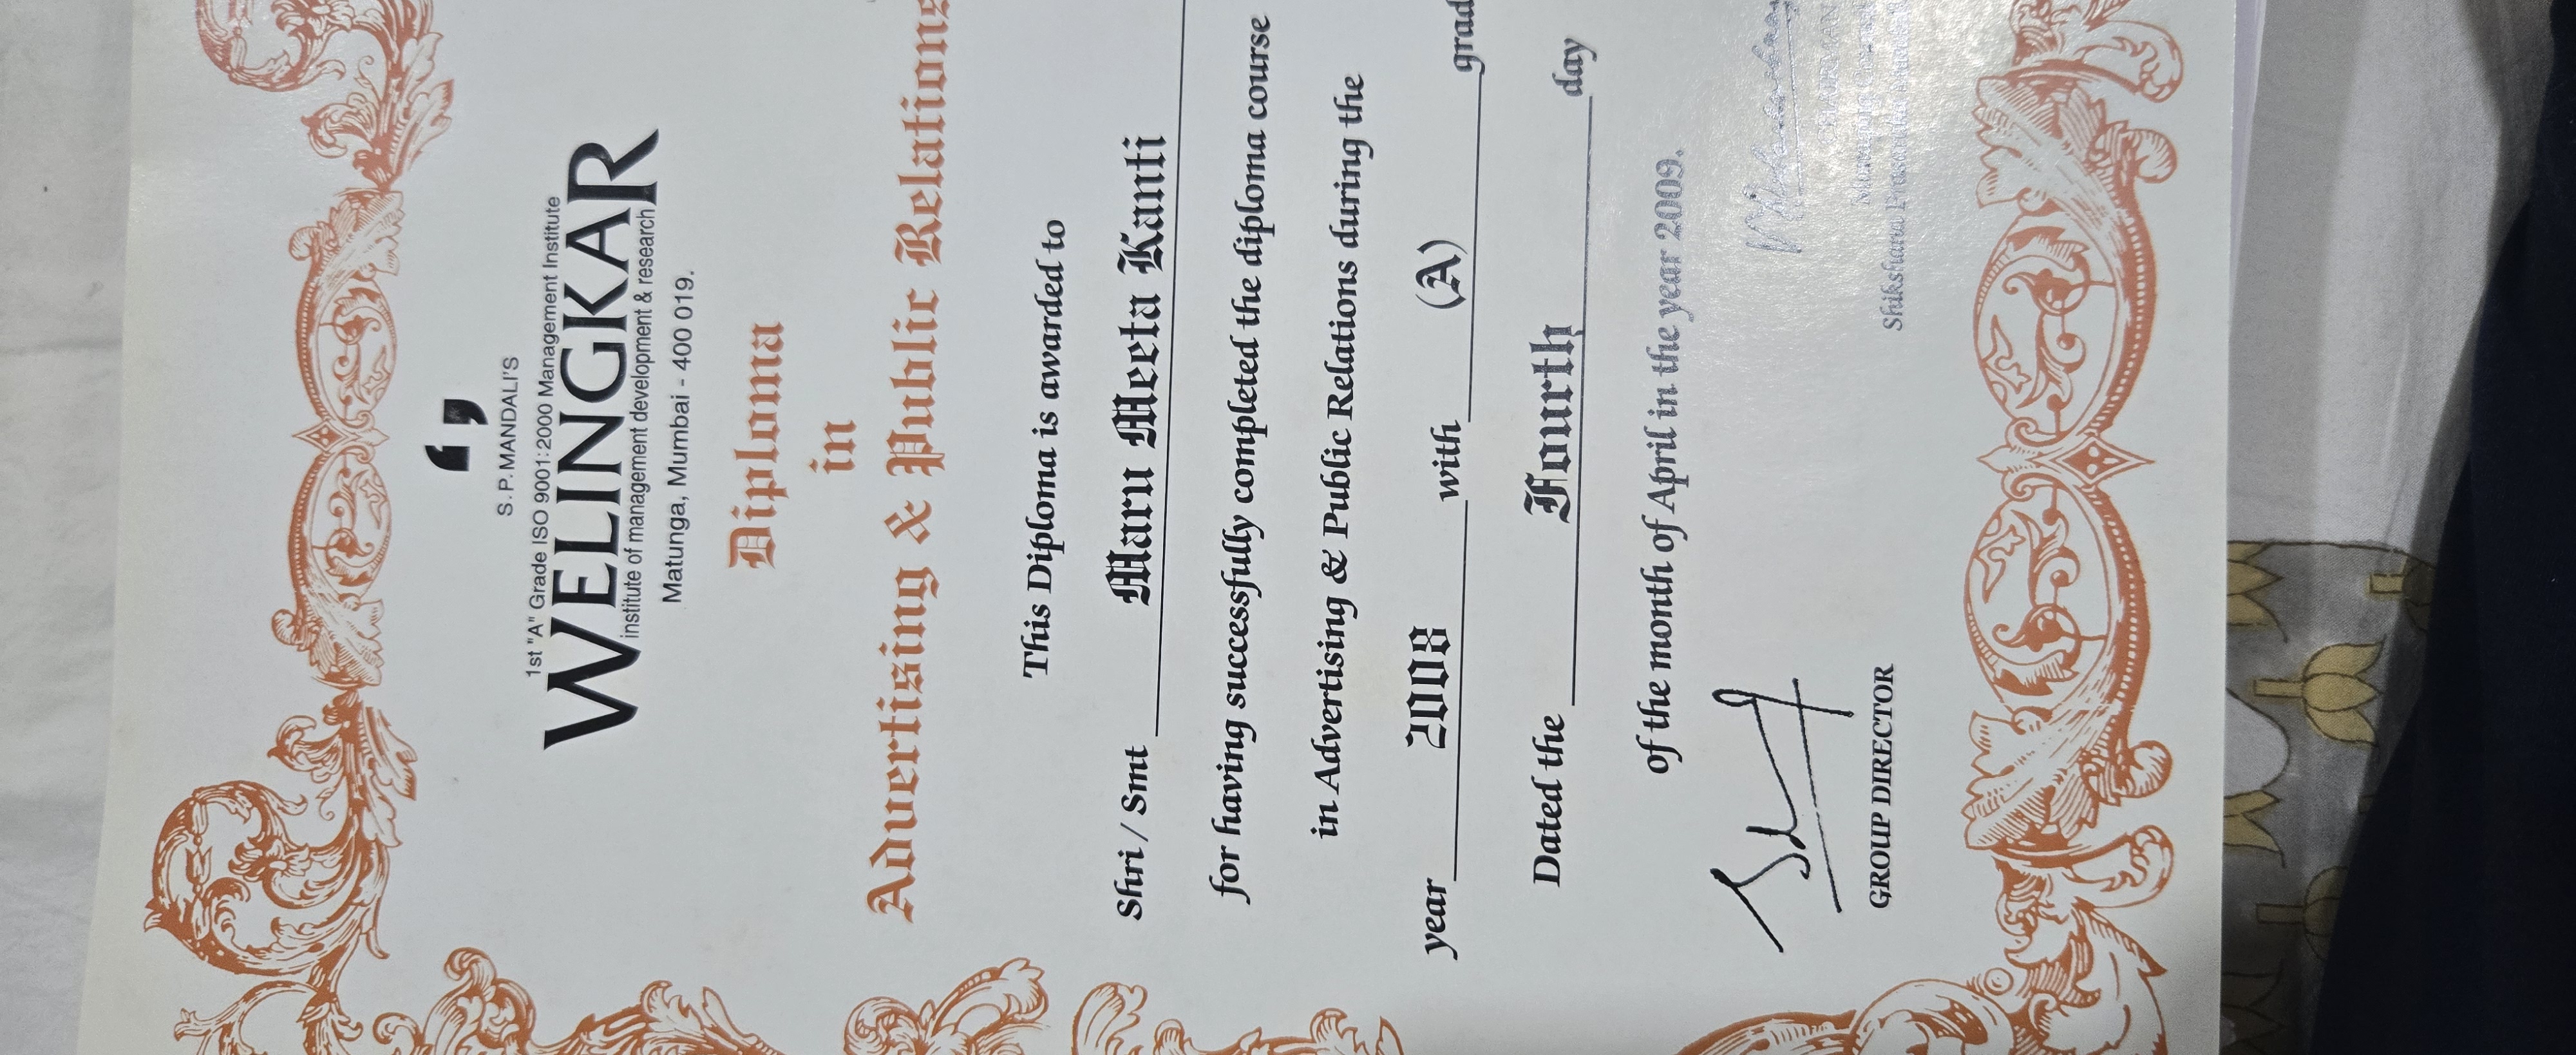 S. P. MANDALI'S
1st "A" Grade ISO 9001:2000 Management Institute
WELINGKAR
institute of management development & research
Matunga, Mumbai - 400 019.
Diploma
in
Advertising & Public Relations
This Diploma is awarded to
Shri / Smt Maru Meeta Kanti
for having successfully completed the diploma course
in Advertising & Public Relations during the
year 2008 with (A) grad
Dated the Fourth day
of the month of April in the year 2009.
GROUP DIRECTOR
CHAIRMAN
Shikshana